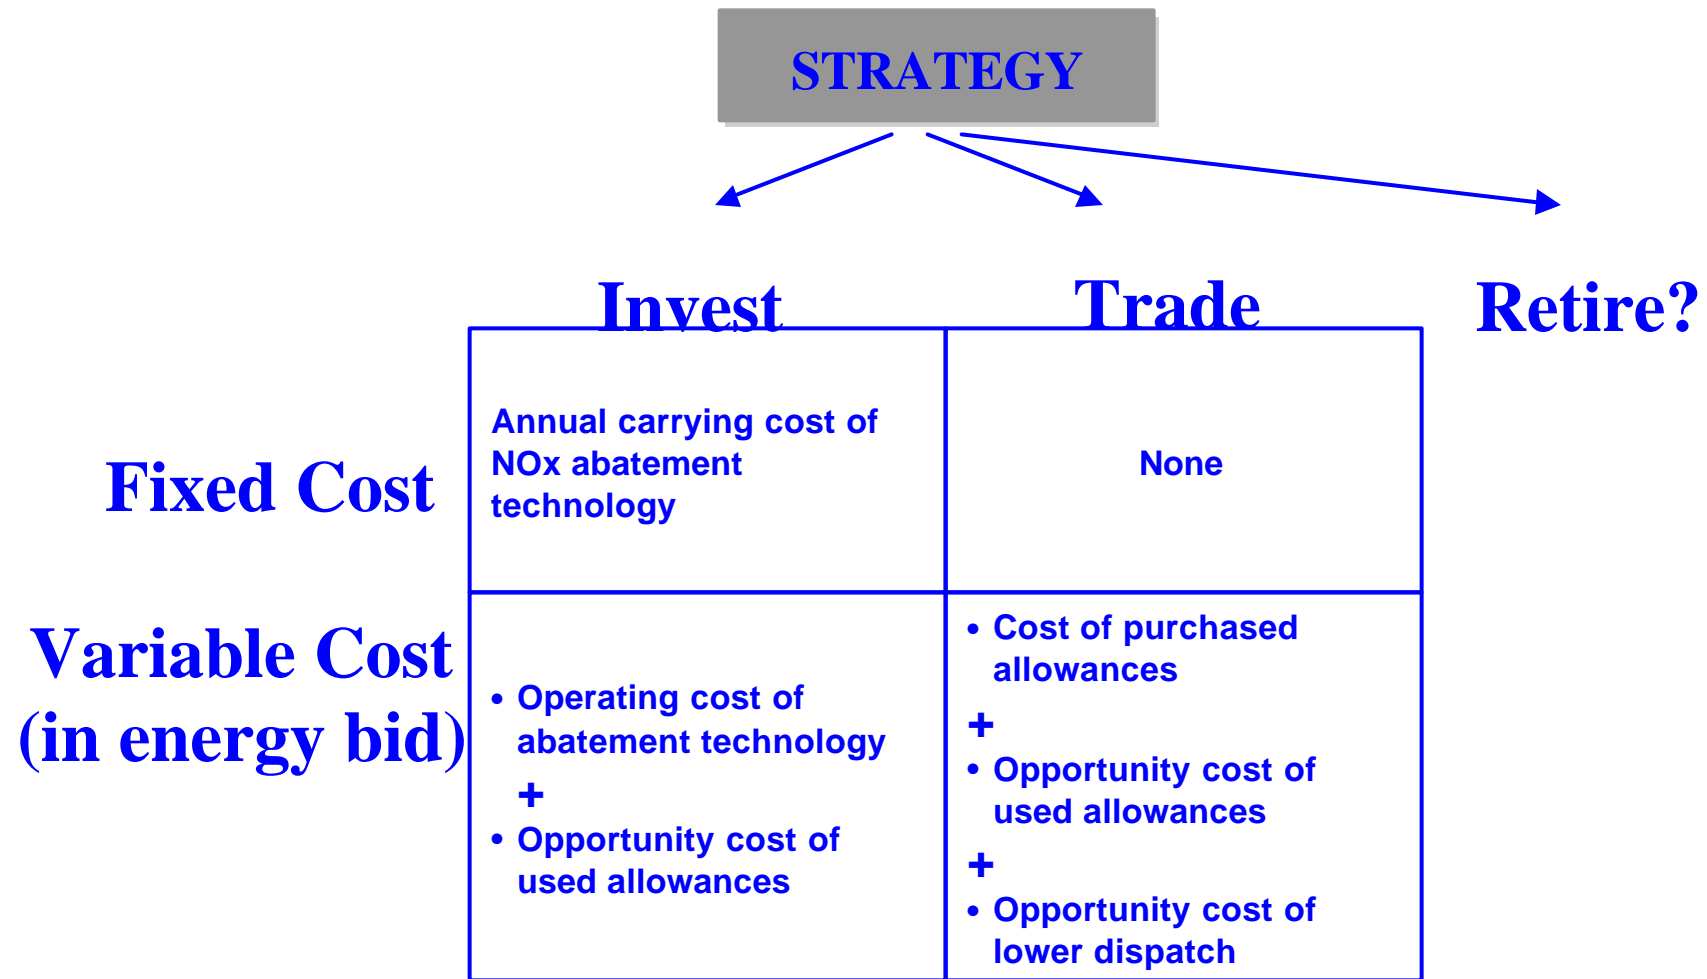 STRATEGY
Invest
Trade
Retire?
Fixed Cost
Annual carrying cost of
NOx abatement
technology
None
Variable Cost
(in energy bid)
• Operating cost of
abatement technology
+
• Opportunity cost of
used allowances
• Cost of purchased
allowances
+
• Opportunity cost of
used allowances
+
• Opportunity cost of
lower dispatch